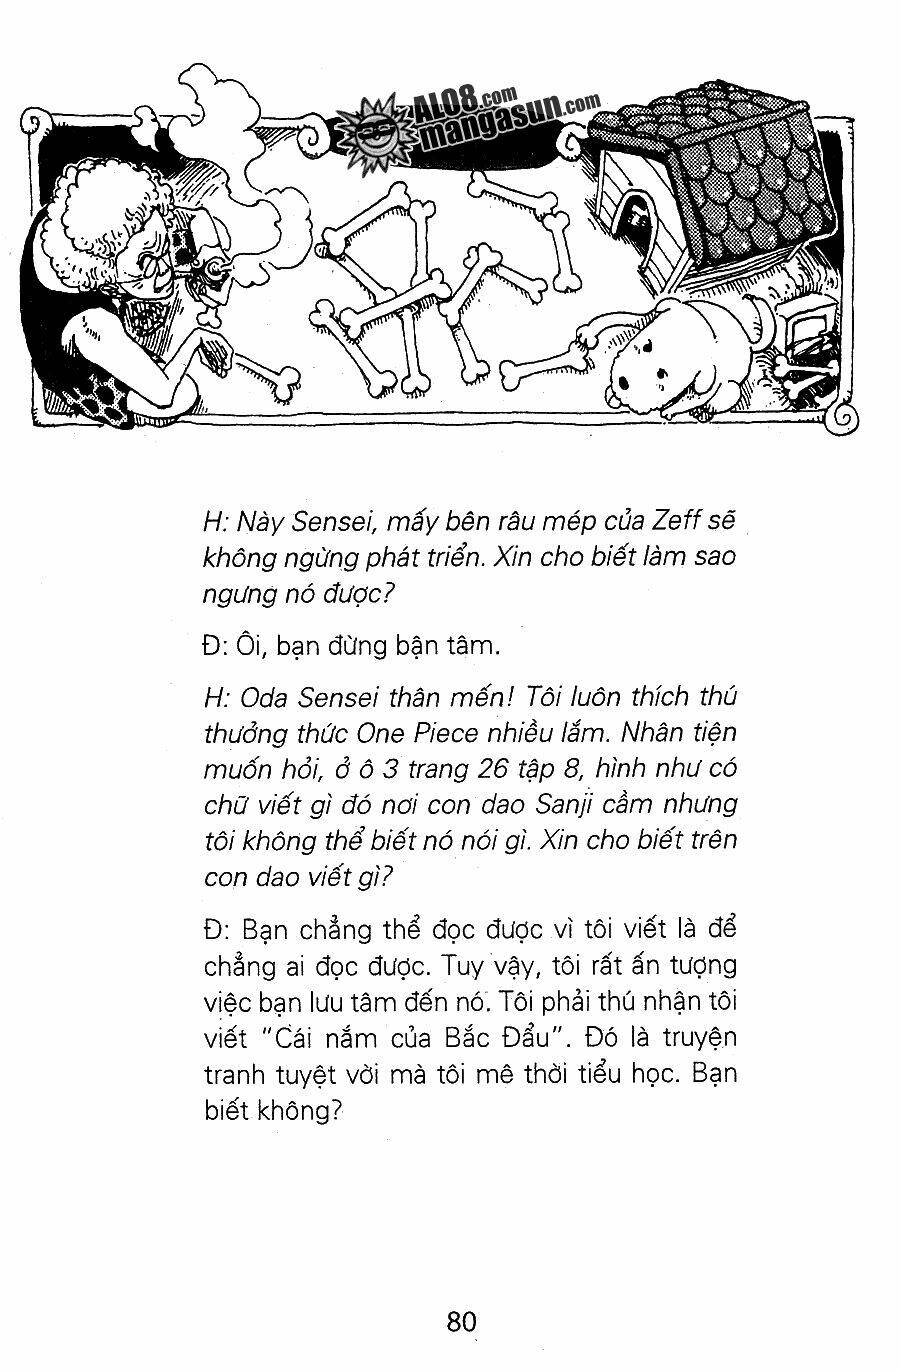 ALO8.com
mangasun.com
H: Này Sensei, mấy bên râu mép của Zeff sẽ
không ngừng phát triển. Xin cho biết làm sao
ngưng nó được?
Đ: Ôi, bạn đừng bận tâm.
H: Oda Sensei thân mến! Tôi luôn thích thú
thưởng thức One Piece nhiều lắm. Nhân tiện
muốn hỏi, ở ô 3 trang 26 tập 8, hình như có
chữ viết gì đó nơi con dao Sanji cầm nhưng
tôi không thể biết nó nói gì. Xin cho biết trên
con dao viết gì?
Đ: Bạn chẳng thể đọc được vì tôi viết là để
chẳng ai đọc được. Tuy vậy, tôi rất ấn tượng
việc bạn lưu tâm đến nó. Tôi phải thú nhận tôi
viết "Cái nắm của Bắc Đẩu". Đó là truyện
tranh tuyệt vời mà tôi mê thời tiểu học. Bạn
biết không?
80